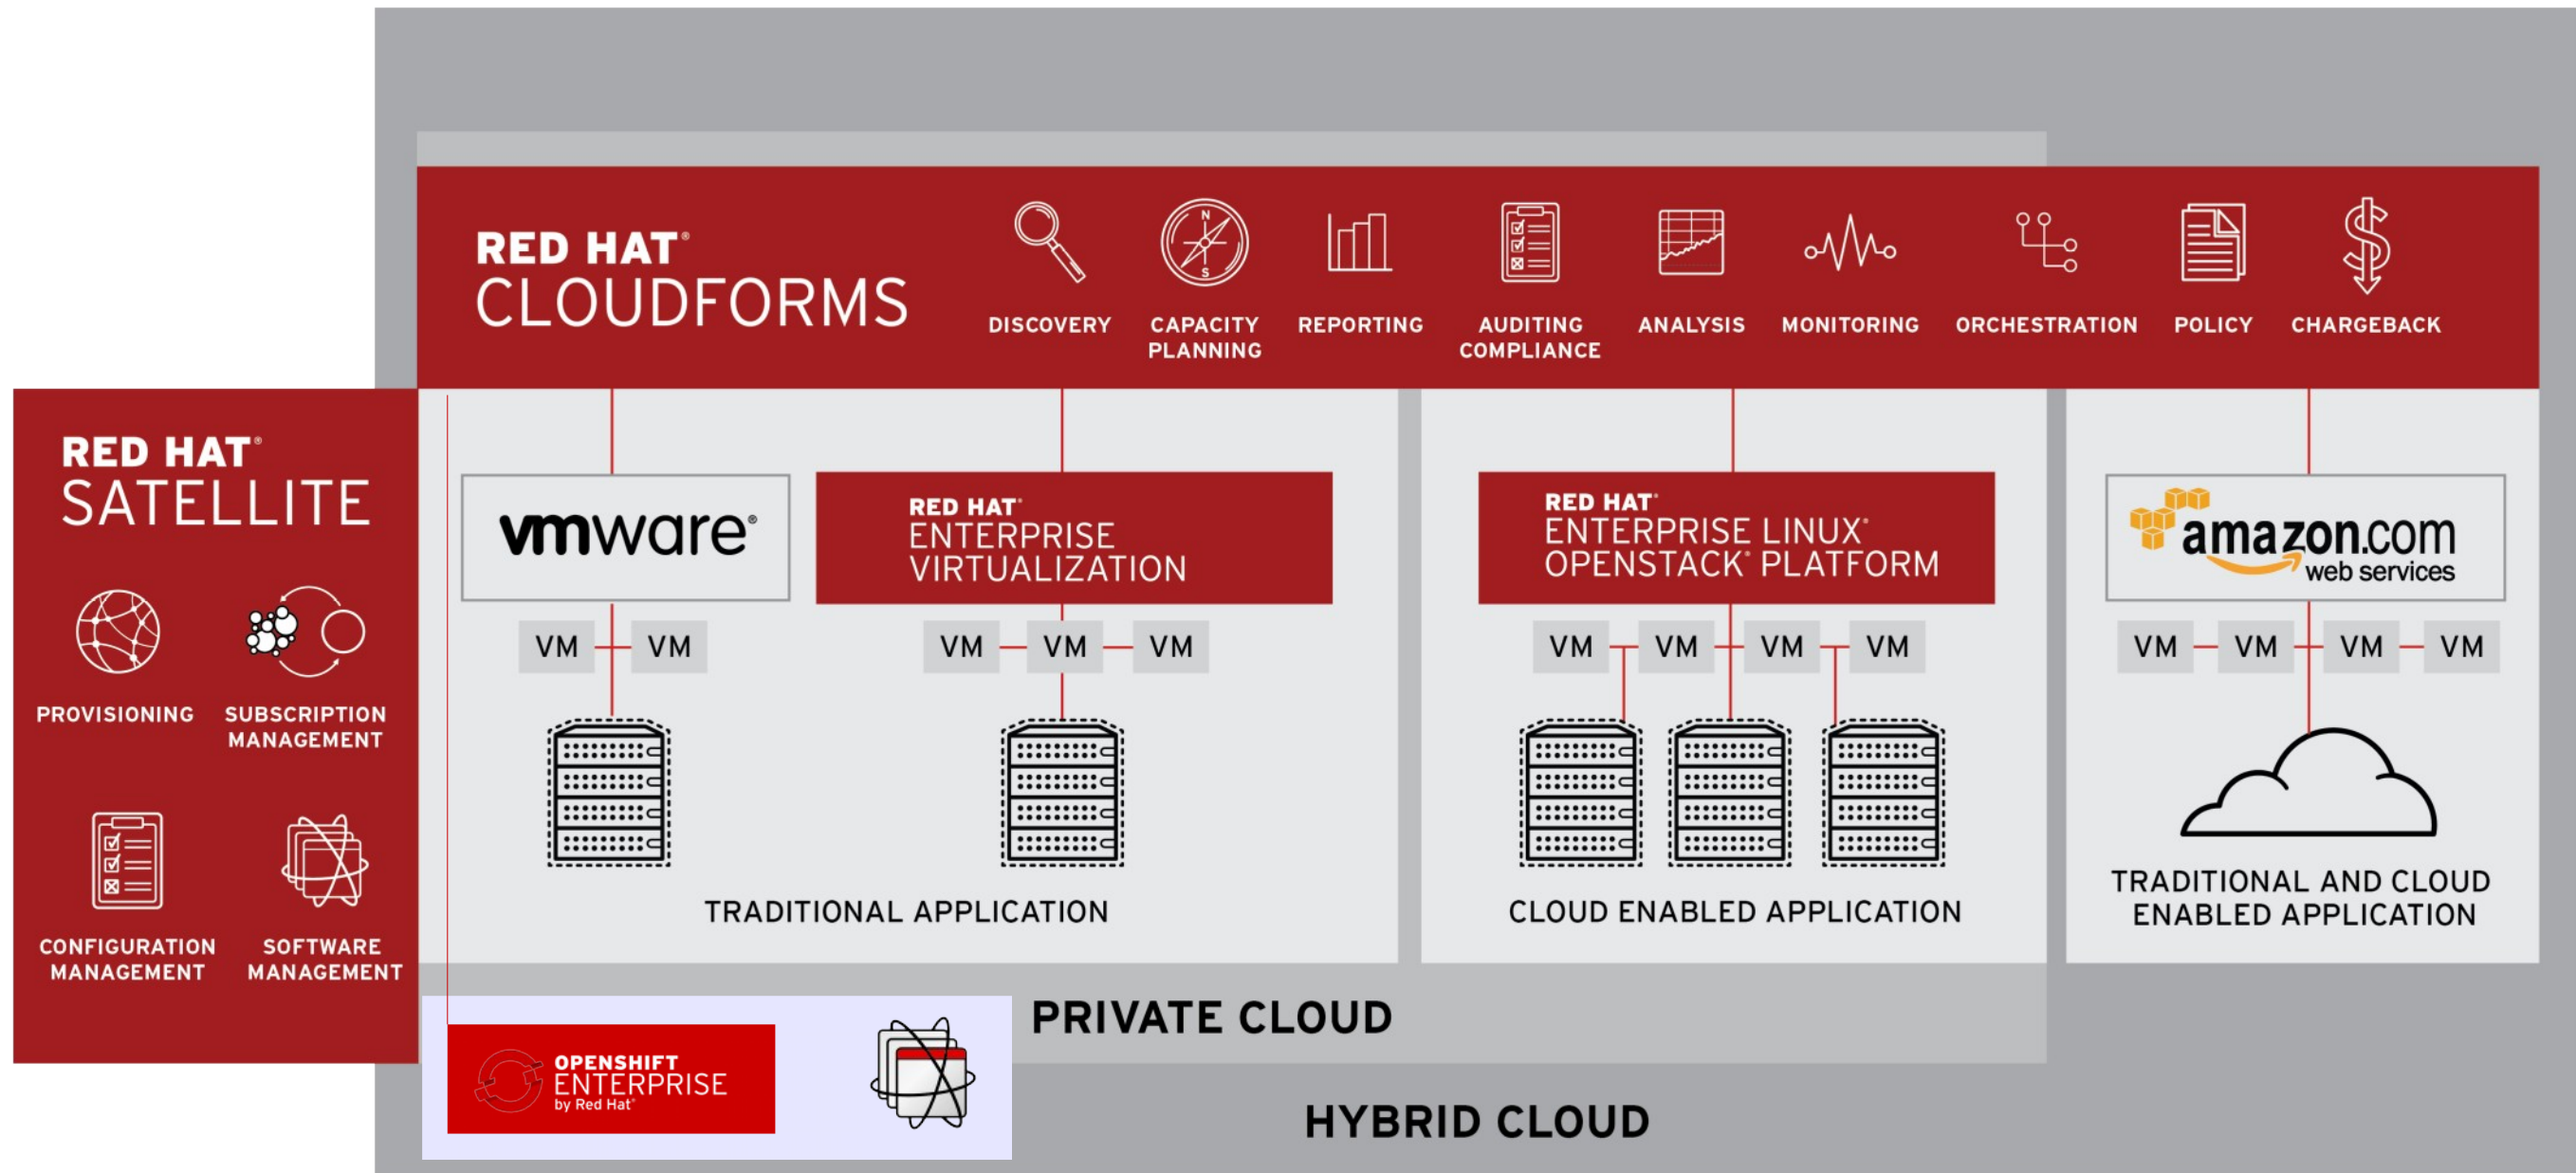 RED HAT®
CLOUDFORMS
DISCOVERY
CAPACITY
PLANNING
REPORTING
AUDITING
COMPLIANCE
ANALYSIS
MONITORING
ORCHESTRATION
POLICY
CHARGEBACK
N
S
RED HAT®
SATELLITE
PROVISIONING
SUBSCRIPTION
MANAGEMENT
CONFIGURATION
MANAGEMENT
SOFTWARE
MANAGEMENT
vmware®
VM VM
RED HAT®
ENTERPRISE
VIRTUALIZATION
VM VM VM
TRADITIONAL APPLICATION
RED HAT®
ENTERPRISE LINUX®
OPENSTACK® PLATFORM
VM VM VM VM
CLOUD ENABLED APPLICATION
amazon.com
web services
VM VM VM VM
TRADITIONAL AND CLOUD
ENABLED APPLICATION
PRIVATE CLOUD
OPENSHIFT
ENTERPRISE
by Red Hat®
HYBRID CLOUD